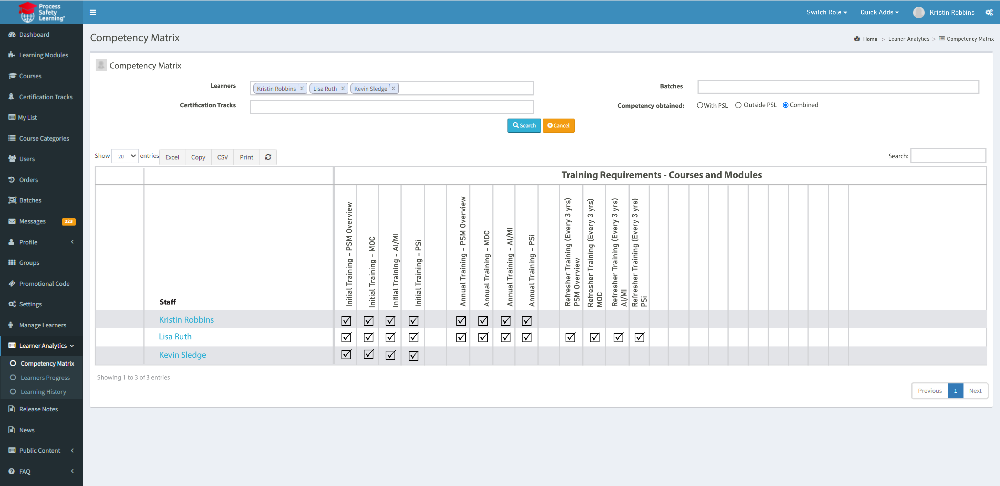 Process
Safety
Learning
Switch Role
Quick Adds
Kristin Robbins
Dashboard
Learning Modules
Courses
Certification Tracks
My List
Course Categories
Users
Orders
Batches
Messages 223
Profile
Groups
Promotional Code
Settings
Manage Learners
Learner Analytics
Competency Matrix
Learners Progress
Learning History
Release Notes
News
Public Content
FAQ
Competency Matrix
Home > Leaner Analytics > Competency Matrix
Competency Matrix
Learners
Kristin Robbins × Lisa Ruth × Kevin Sledge ×
Batches
Certification Tracks
Competency obtained: With PSL Outside PSL Combined
Search Cancel
Show 20 entries Excel Copy CSV Print
Search:
Training Requirements - Courses and Modules
Staff
Initial Training - PSM Overview
Initial Training - MOC
Initial Training - AI/MI
Initial Training - PSi
Annual Training - PSM Overview
Annual Training - MOC
Annual Training - AI/MI
Annual Training - PSi
Refresher Training (Every 3 yrs)
PSM Overview
Refresher Training (Every 3 yrs)
MOC
Refresher Training (Every 3 yrs)
AI/MI
Refresher Training (Every 3 yrs)
PSi
Kristin Robbins
Lisa Ruth
Kevin Sledge
Showing 1 to 3 of 3 entries
Previous 1 Next